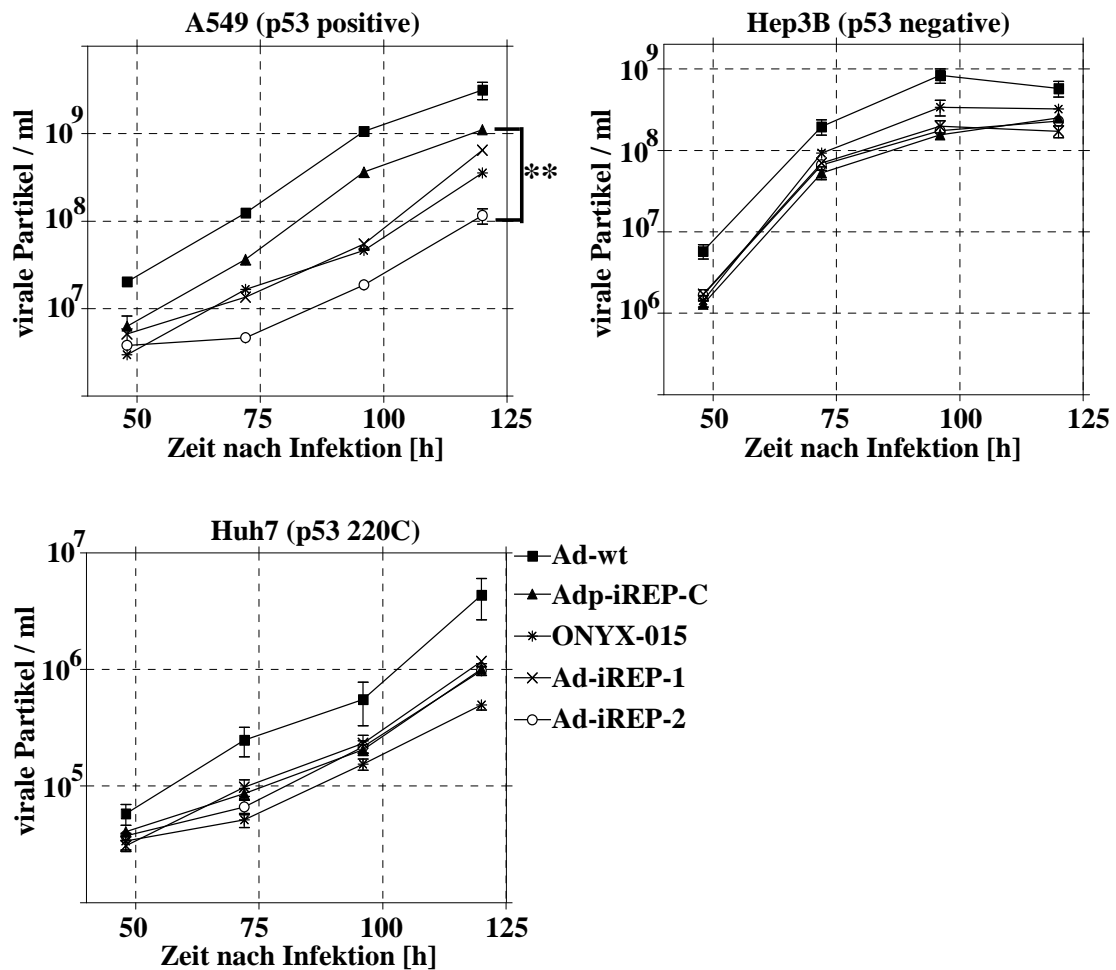 A549 (p53 positive)
virale Partikel / ml
10^9
10^8
10^7
**
50 75 100 125
Zeit nach Infektion [h]
Hep3B (p53 negative)
virale Partikel / ml
10^9
10^8
10^7
10^6
50 75 100 125
Zeit nach Infektion [h]
Huh7 (p53 220C)
virale Partikel / ml
10^7
10^6
10^5
50 75 100 125
Zeit nach Infektion [h]
Ad-wt
Adp-iREP-C
ONYX-015
Ad-iREP-1
Ad-iREP-2